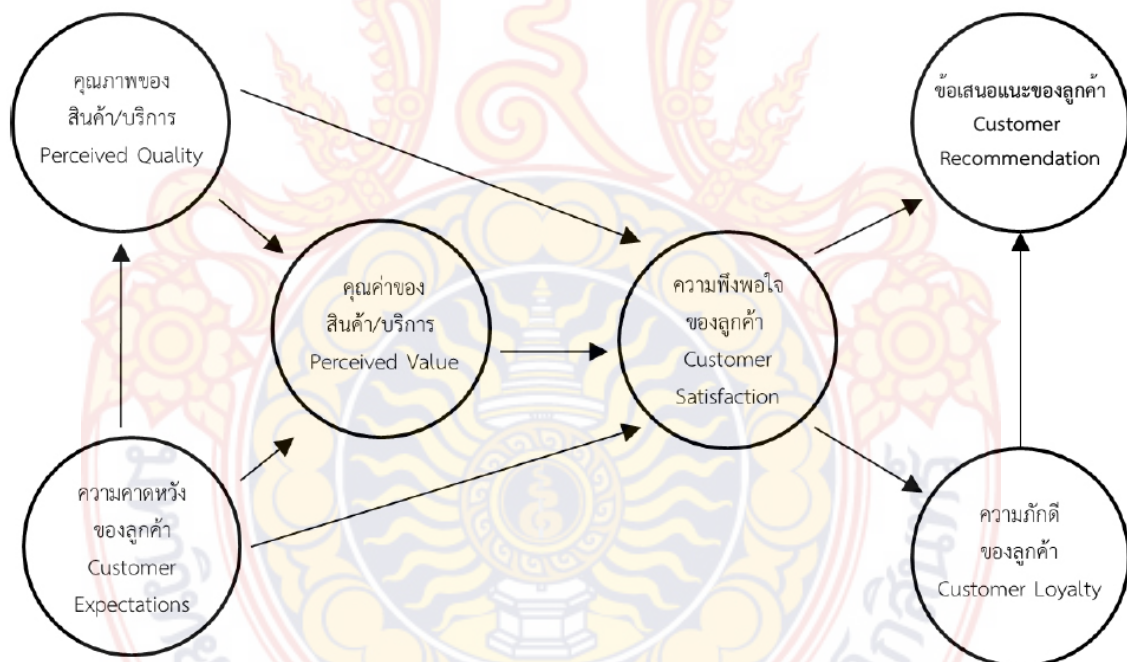 คุณภาพของ
สินค้า/บริการ
Perceived Quality
ข้อเสนอแนะของลูกค้า
Customer
Recommendation
คุณค่าของ
สินค้า/บริการ
Perceived Value
ความพึงพอใจ
ของลูกค้า
Customer
Satisfaction
ความคาดหวัง
ของลูกค้า
Customer
Expectations
ความภักดี
ของลูกค้า
Customer Loyalty